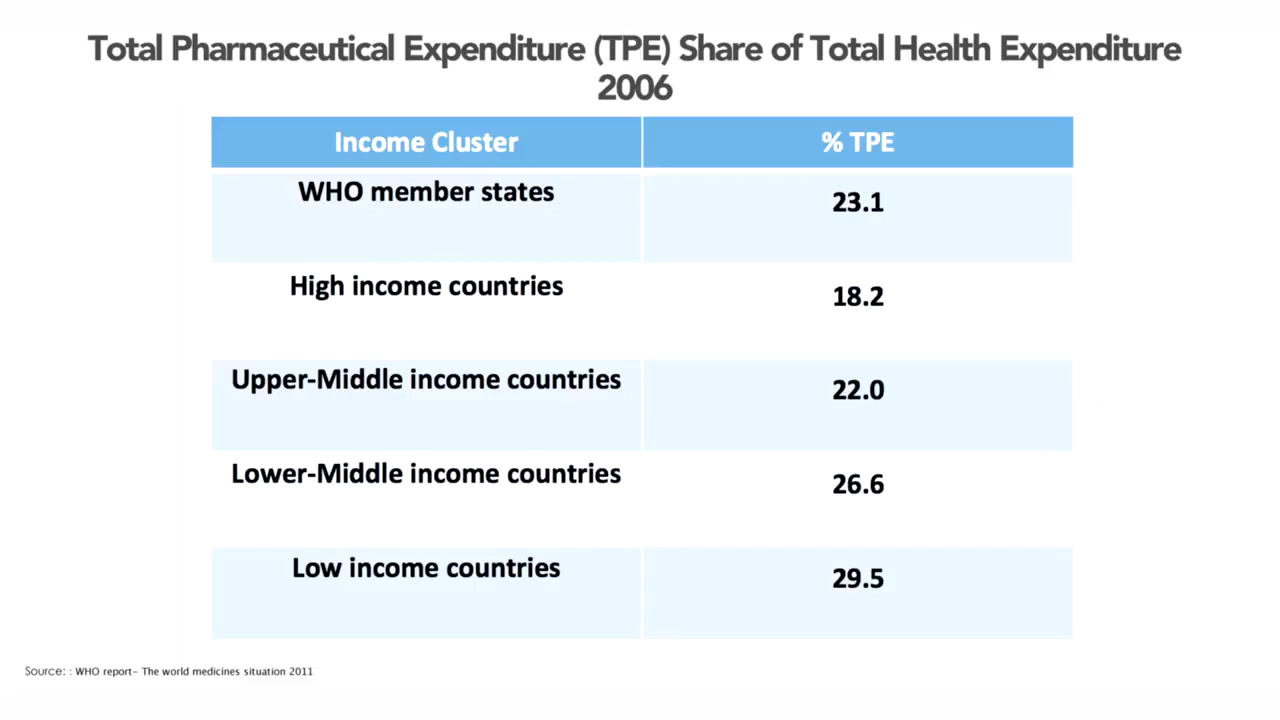 Total Pharmaceutical Expenditure (TPE) Share of Total Health Expenditure
2006
Income Cluster % TPE
WHO member states 23.1
High income countries 18.2
Upper-Middle income countries 22.0
Lower-Middle income countries 26.6
Low income countries 29.5
Source: : WHO report- The world medicines situation 2011